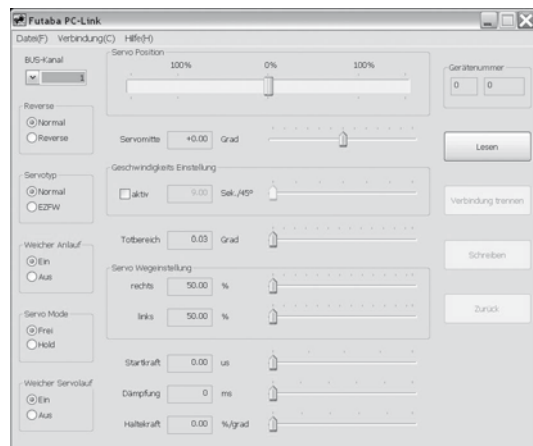 Futaba PC-Link
Datei(F) Verbindung(C) Hilfe(H)
BUS-Kanal
1
Reverse
Normal
Reverse
Servotyp
Normal
EZFW
Weicher Anlauf
Ein
Aus
Servo Mode
Frei
Hold
Weicher Servolauf
Ein
Aus
Servo Position
100% 0% 100%
Servomitte +0.00 Grad
Geschwindigkeits Einstellung
aktiv 9.00 Sek./45°
Totbereich 0.03 Grad
Servo Wegeinstellung
rechts 50.00 %
links 50.00 %
Startkraft 0.00 us
Dämpfung 0 ms
Haltekraft 0.00 %/grad
Gerätenummer
0 0
Lesen
Verbindung trennen
Schreiben
Zurück